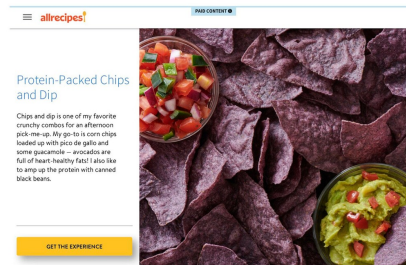 PAID CONTENT
allrecipes
Protein-Packed Chips
and Dip
Chips and dip is one of my favorite
crunchy combos for an afternoon
pick-me-up. My go-to is corn chips
loaded up with pico de gallo and
some guacamole — avocados are
full of heart-healthy fats! I also like
to amp up the protein with canned
black beans.
GET THE EXPERIENCE